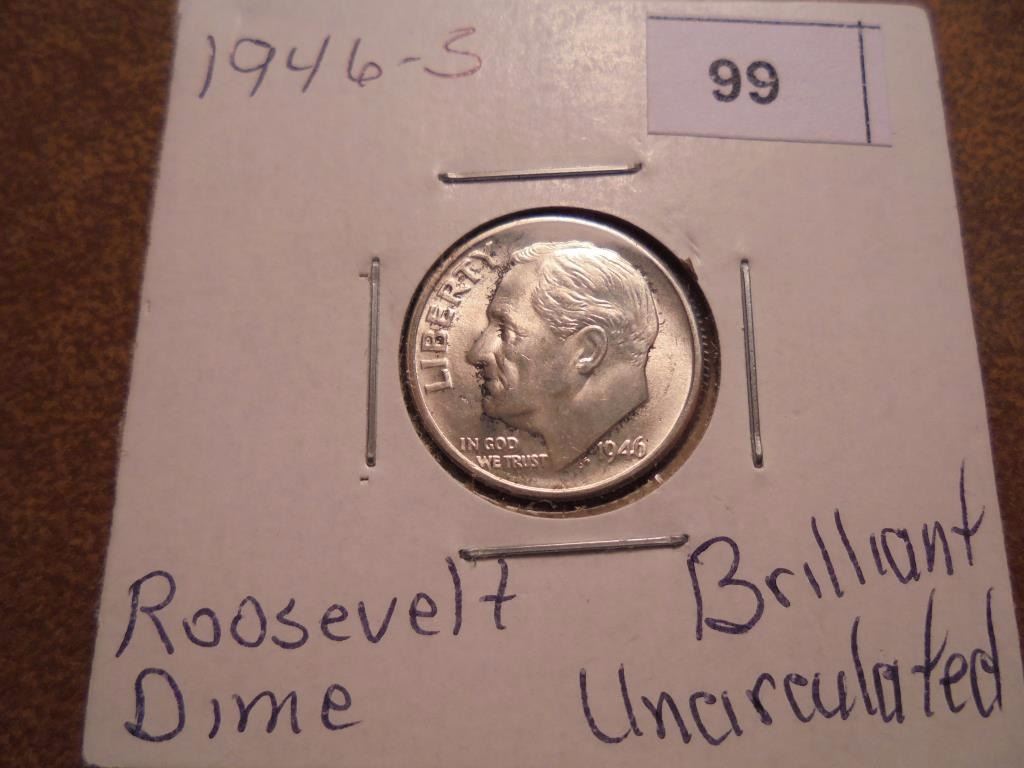 1946-S
99
LIBERTY
IN GOD
WE TRUST
1946
Roosevelt
Dime
Brilliant
Uncirculated